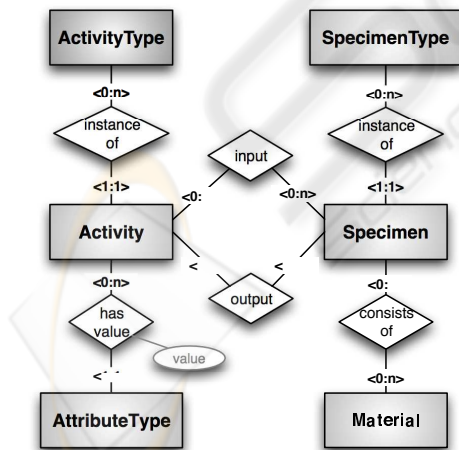 ActivityType
SpecimenType
<0:n>
<0:n>
instance
of
instance
of
input
<1:1>
<0:
<0:n>
<1:1>
Activity
Specimen
<
<
<0:n>
<0:
output
has
value
consists
of
value
<
<0:n>
AttributeType
Material